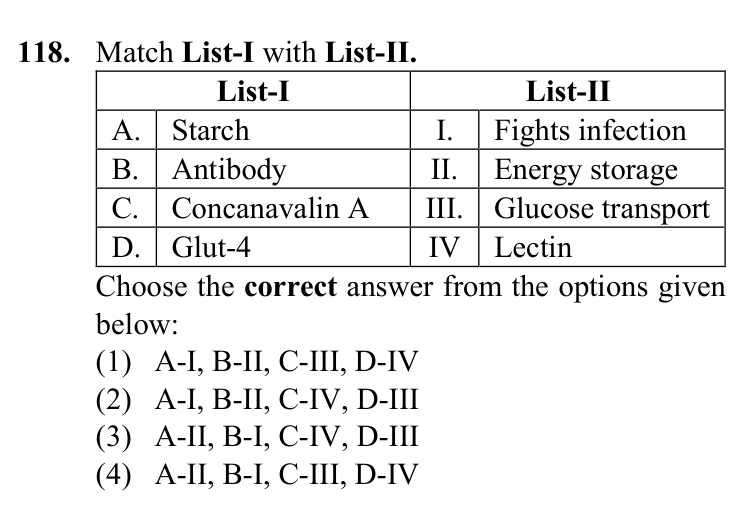 118. Match List-I with List-II.
List-I List-II
A. Starch I. Fights infection
B. Antibody II. Energy storage
C. Concanavalin A III. Glucose transport
D. Glut-4 IV Lectin
Choose the correct answer from the options given
below:
(1) A-I, B-II, C-III, D-IV
(2) A-I, B-II, C-IV, D-III
(3) A-II, B-I, C-IV, D-III
(4) A-II, B-I, C-III, D-IV